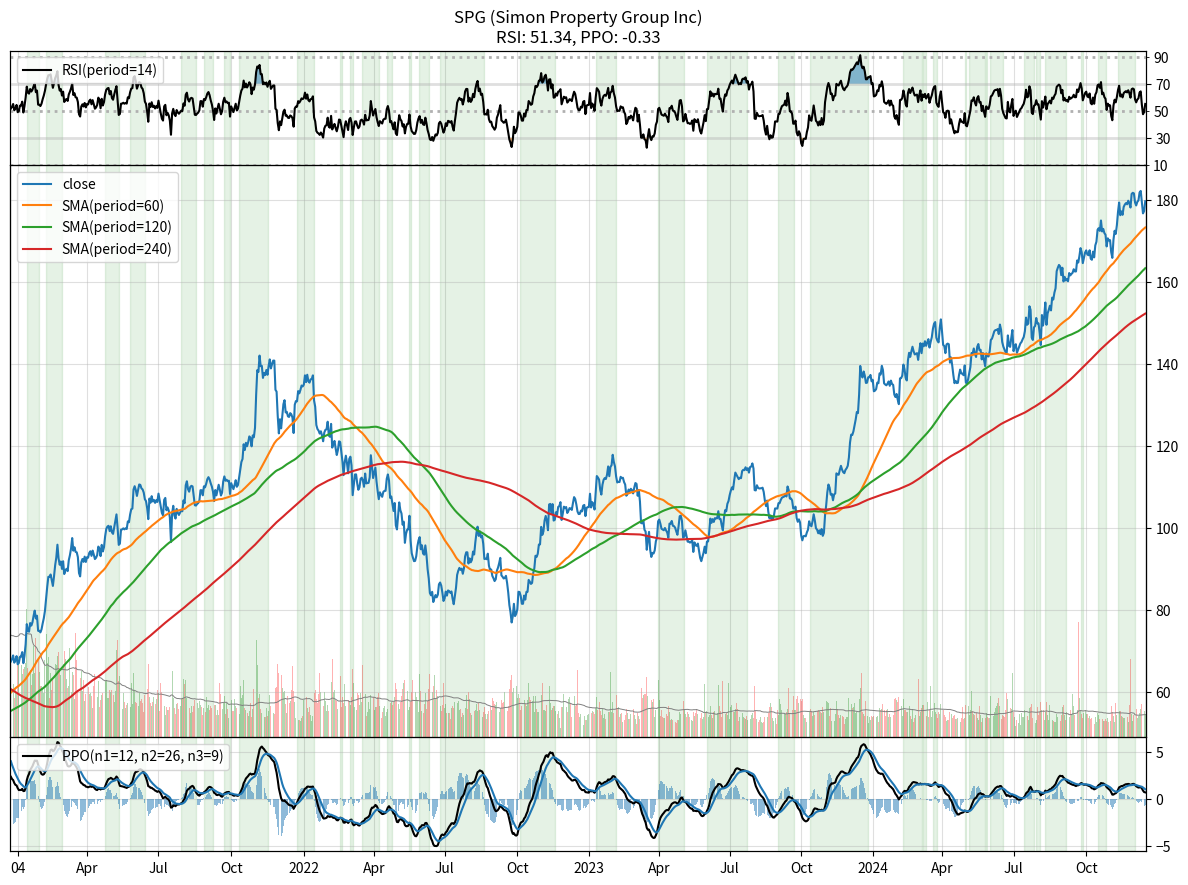 SPG (Simon Property Group Inc)
RSI: 51.34, PPO: -0.33
RSI(period=14)
90
70
50
30
10
close
SMA(period=60)
SMA(period=120)
SMA(period=240)
180
160
140
120
100
80
60
PPO(n1=12, n2=26, n3=9)
5
0
−5
04 Apr Jul Oct 2022 Apr Jul Oct 2023 Apr Jul Oct 2024 Apr Jul Oct